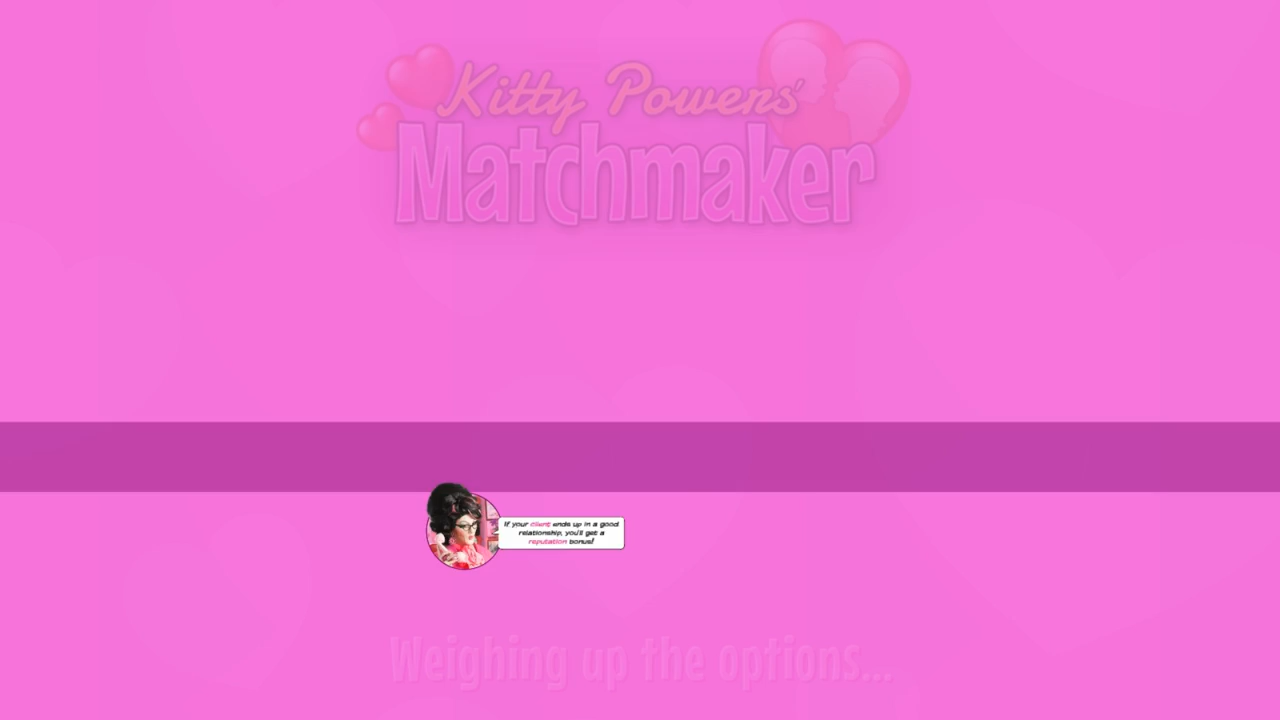 Kitty Powers'
Matchmaker
If your client ends up in a good
relationship, you'll get a
reputation bonus!
Weighing up the options...